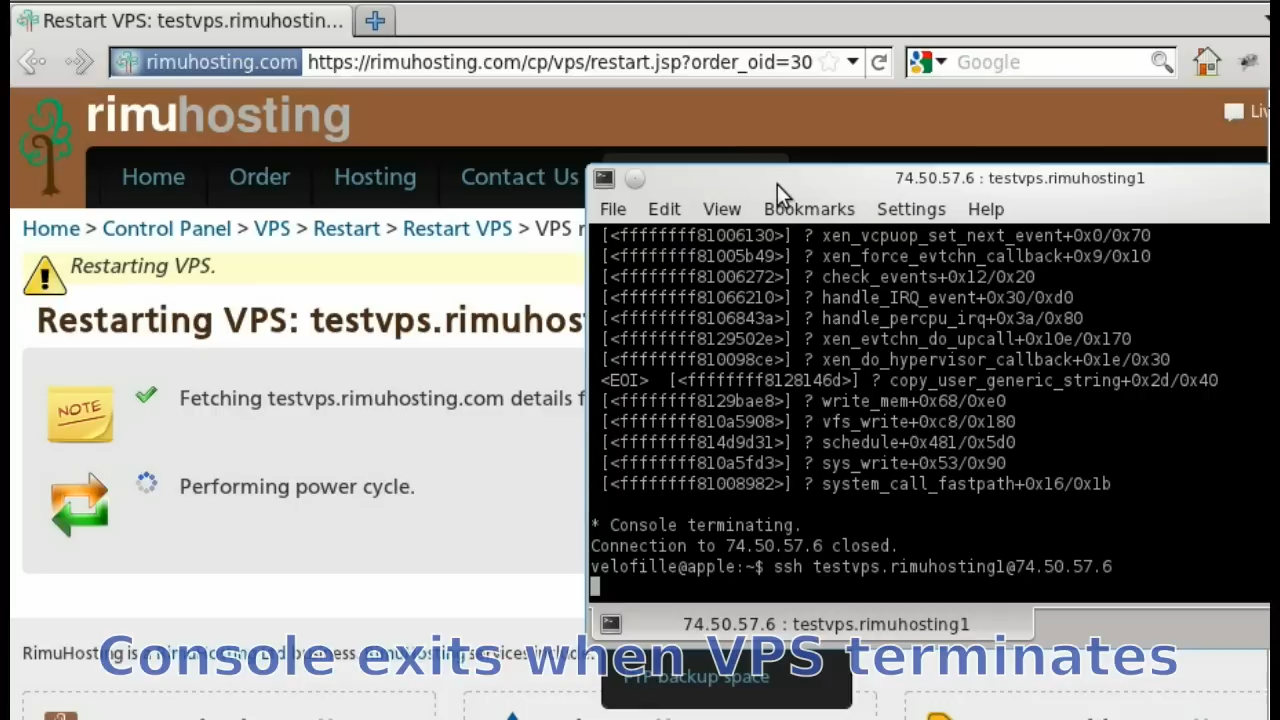 Restart VPS: testvps.rimuhostin...
rimuhosting.com https://rimuhosting.com/cp/vps/restart.jsp?order_oid=30 Google
rimuhosting
Home Order Hosting Contact Us
Home > Control Panel > VPS > Restart > Restart VPS > VPS
Restarting VPS.
Restarting VPS: testvps.rimuhos
NOTE
Fetching testvps.rimuhosting.com details f
Performing power cycle.
74.50.57.6 : testvps.rimuhosting1
File Edit View Bookmarks Settings Help
[<ffffffff81006130>] ? xen_vcpuop_set_next_event+0x0/0x70
[<ffffffff81005b49>] ? xen_force_evtchn_callback+0x9/0x10
[<ffffffff81006272>] ? check_events+0x12/0x20
[<ffffffff81066210>] ? handle_IRQ_event+0x30/0xd0
[<ffffffff8106843a>] ? handle_percpu_irq+0x3a/0x80
[<ffffffff8129502e>] ? xen_evtchn_do_upcall+0x10e/0x170
[<ffffffff810098ce>] ? xen_do_hypervisor_callback+0x1e/0x30
<EOI> [<ffffffff8128146d>] ? copy_user_generic_string+0x2d/0x40
[<ffffffff8129bae8>] ? write_mem+0x68/0xe0
[<ffffffff810a5908>] ? vfs_write+0xc8/0x180
[<ffffffff814d9d31>] ? schedule+0x481/0x5d0
[<ffffffff810a5fd3>] ? sys_write+0x53/0x90
[<ffffffff81008982>] ? system_call_fastpath+0x16/0x1b
* Console terminating.
Connection to 74.50.57.6 closed.
velofille@apple:~$ ssh testvps.rimuhosting1@74.50.57.6
74.50.57.6 : testvps.rimuhosting1
RimuHosting is
Console exits when VPS terminates
FTP backup space